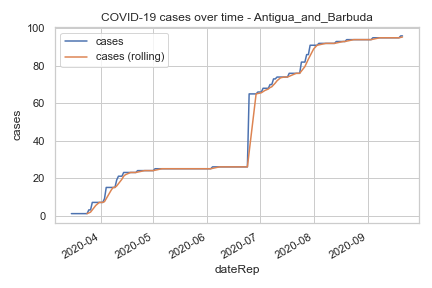 COVID-19 cases over time - Antigua_and_Barbuda
cases
cases (rolling)
100
80
60
40
20
0
cases
2020-04
2020-05
2020-06
2020-07
2020-08
2020-09
dateRep